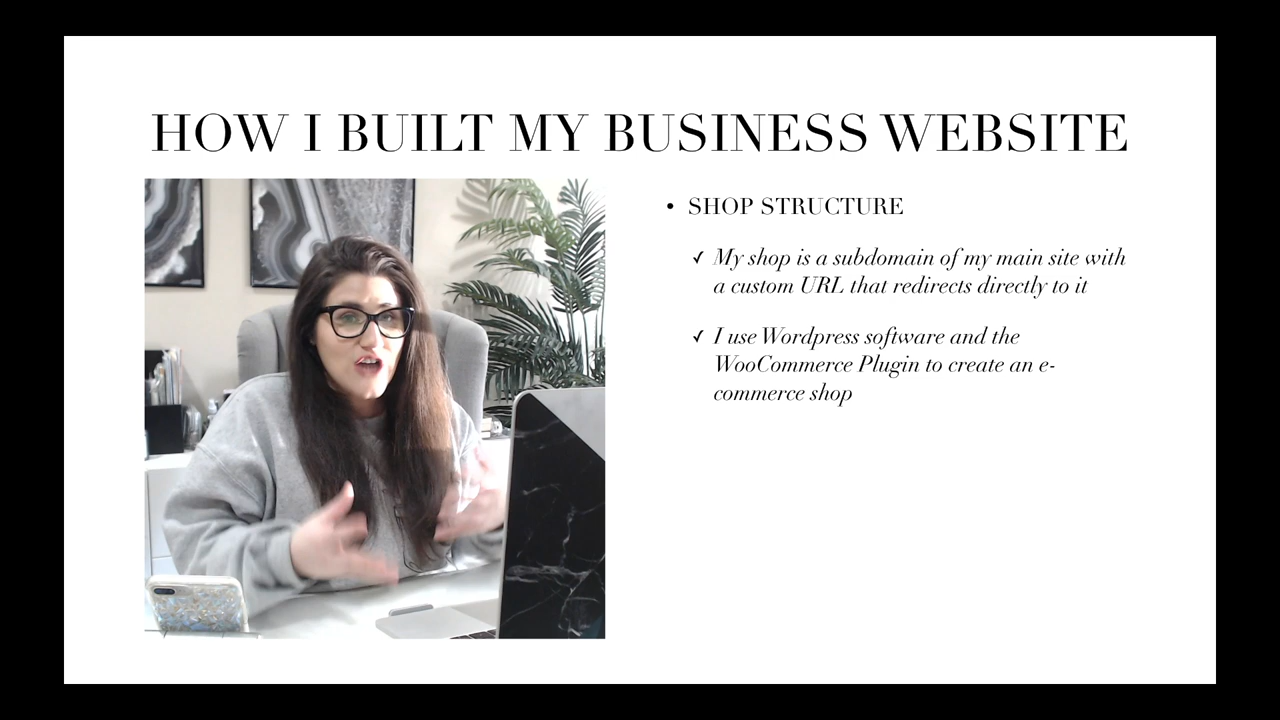 HOW I BUILT MY BUSINESS WEBSITE
• SHOP STRUCTURE
✓ My shop is a subdomain of my main site with
a custom URL that redirects directly to it
✓ I use Wordpress software and the
WooCommerce Plugin to create an e-
commerce shop